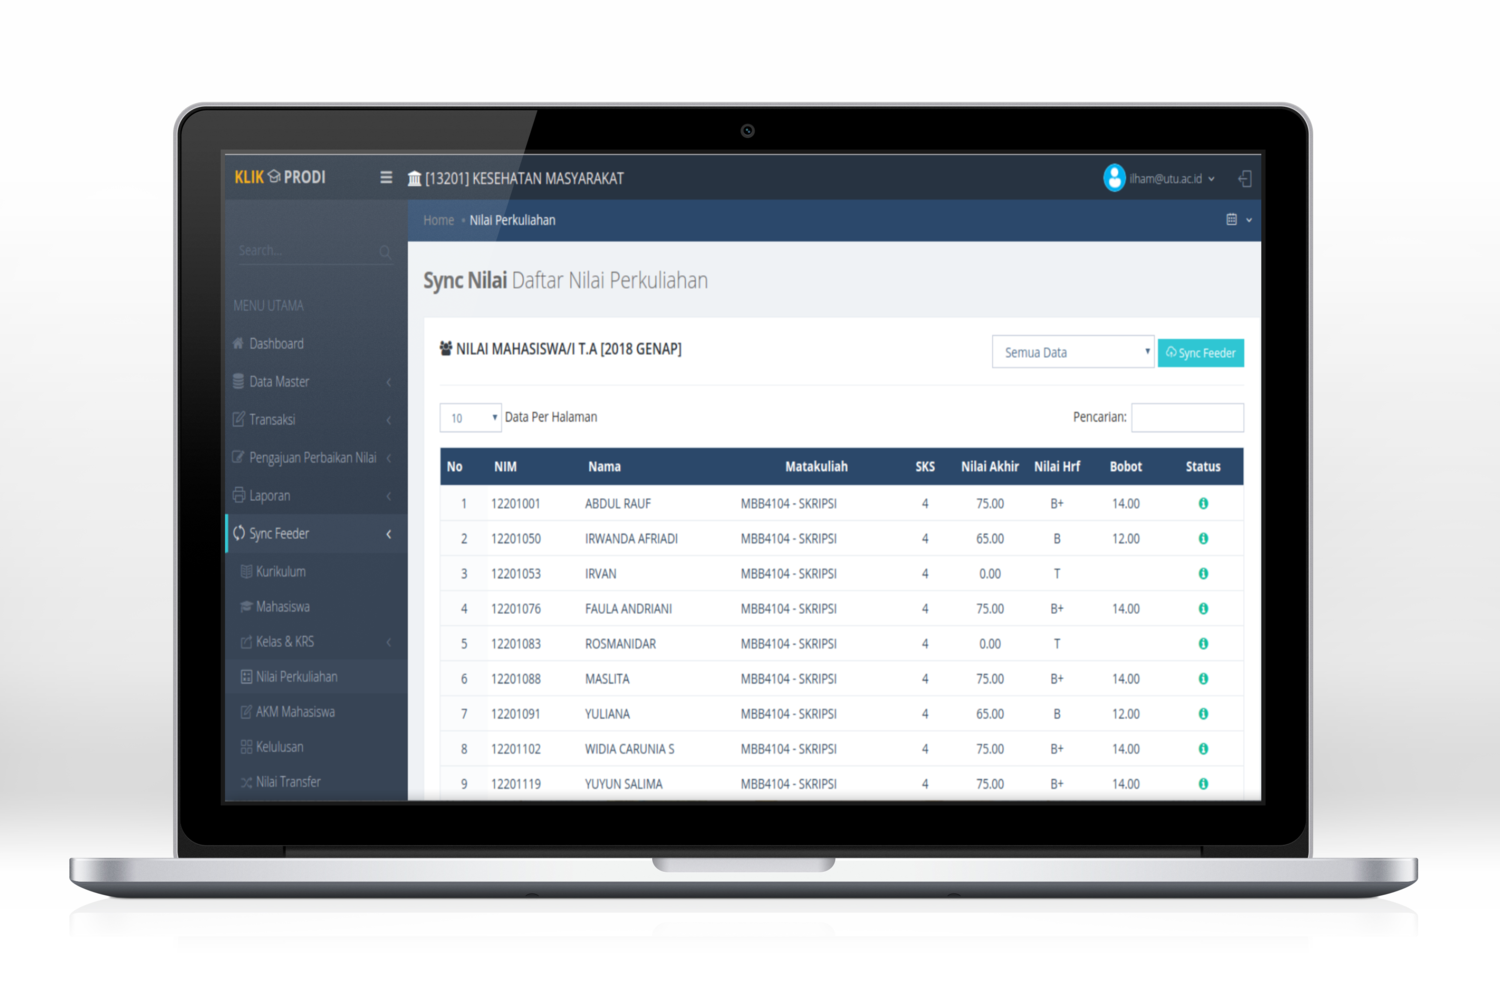 KLIK PRODI
[13201] KESEHATAN MASYARAKAT
ilham@utu.ac.id
Home • Nilai Perkuliahan
Search...
MENU UTAMA
Dashboard
Data Master
Transaksi
Pengajuan Perbaikan Nilai
Laporan
Sync Feeder
Kurikulum
Mahasiswa
Kelas & KRS
Nilai Perkuliahan
AKM Mahasiswa
Kelulusan
Nilai Transfer
Sync Nilai Daftar Nilai Perkuliahan
NILAI MAHASISWA/I T.A [2018 GENAP]
Semua Data
Sync Feeder
10 Data Per Halaman
Pencarian:
No NIM Nama Matakuliah SKS Nilai Akhir Nilai Hrf Bobot Status
1 12201001 ABDUL RAUF MBB4104 - SKRIPSI 4 75.00 B+ 14.00
2 12201050 IRWANDA AFRIADI MBB4104 - SKRIPSI 4 65.00 B 12.00
3 12201053 IRVAN MBB4104 - SKRIPSI 4 0.00 T
4 12201076 FAULA ANDRIANI MBB4104 - SKRIPSI 4 75.00 B+ 14.00
5 12201083 ROSMANIDAR MBB4104 - SKRIPSI 4 0.00 T
6 12201088 MASLITA MBB4104 - SKRIPSI 4 75.00 B+ 14.00
7 12201091 YULIANA MBB4104 - SKRIPSI 4 65.00 B 12.00
8 12201102 WIDIA CARUNIA S MBB4104 - SKRIPSI 4 75.00 B+ 14.00
9 12201119 YUYUN SALIMA MBB4104 - SKRIPSI 4 75.00 B+ 14.00